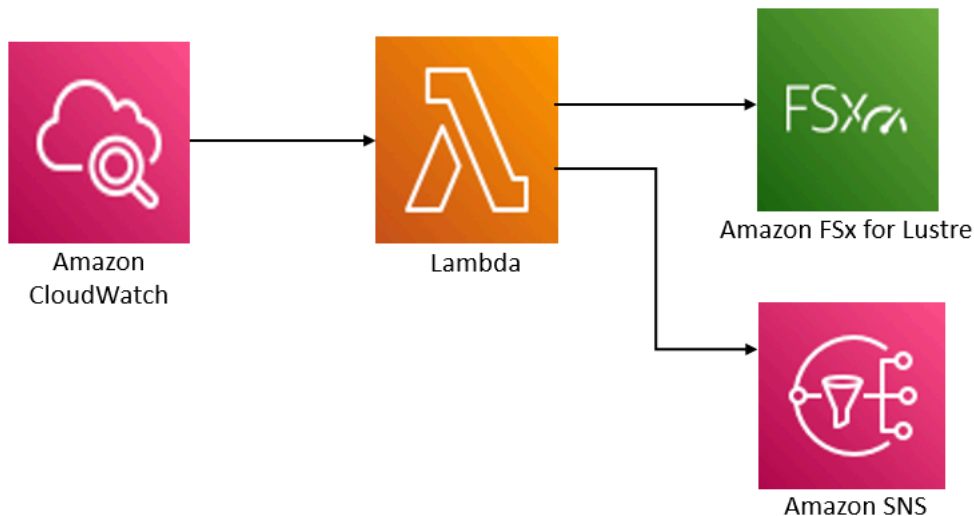 FSx
Amazon FSx for Lustre
Amazon
CloudWatch
Lambda
Amazon SNS